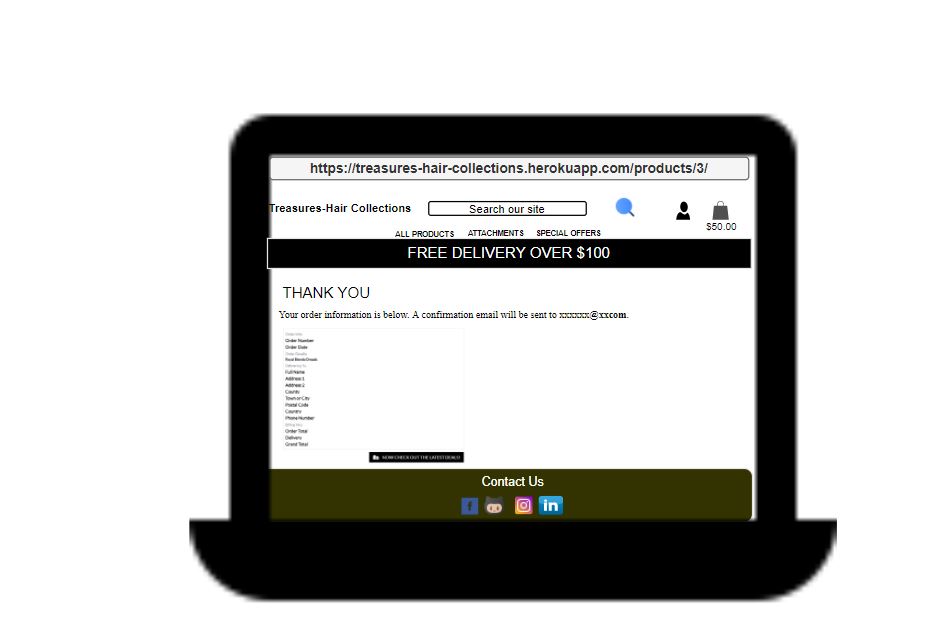 https://treasures-hair-collections.herokuapp.com/products/3/
Treasures-Hair Collections
Search our site
$50.00
ALL PRODUCTS ATTACHMENTS SPECIAL OFFERS
FREE DELIVERY OVER $100
THANK YOU
Your order information is below. A confirmation email will be sent to xxxxxx@xxcom.
Order Info
Order Number
Order Date
Order Details
Delivering To
Full Name
Address 1
Address 2
County
Town or City
Postal Code
Country
Phone Number
Billing Info
Order Total
Delivery
Grand Total
NOW CHECK OUT THE LATEST DEALS!
Contact Us
f
in